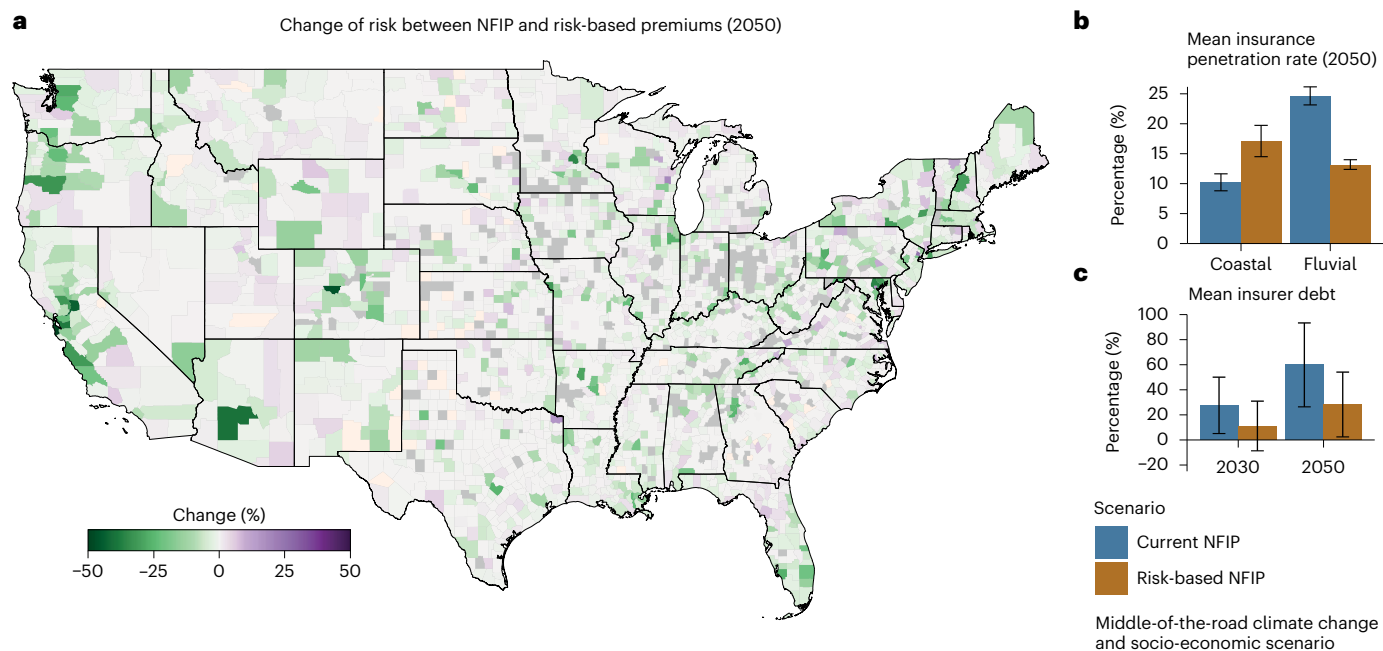 a
Change of risk between NFIP and risk-based premiums (2050)
Change (%)
−50
−25
0
25
50
b
Mean insurance
penetration rate (2050)
Percentage (%)
25
20
15
10
5
0
Coastal
Fluvial
c
Mean insurer debt
Percentage (%)
100
80
60
40
20
0
−20
2030
2050
Scenario
Current NFIP
Risk-based NFIP
Middle-of-the-road climate change
and socio-economic scenario